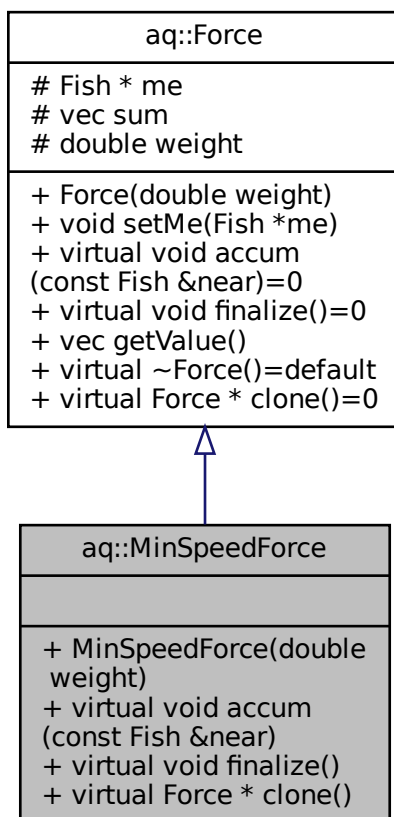 aq::Force
# Fish * me
# vec sum
# double weight
+ Force(double weight)
+ void setMe(Fish *me)
+ virtual void accum
(const Fish &near)=0
+ virtual void finalize()=0
+ vec getValue()
+ virtual ~Force()=default
+ virtual Force * clone()=0
aq::MinSpeedForce
+ MinSpeedForce(double
weight)
+ virtual void accum
(const Fish &near)
+ virtual void finalize()
+ virtual Force * clone()